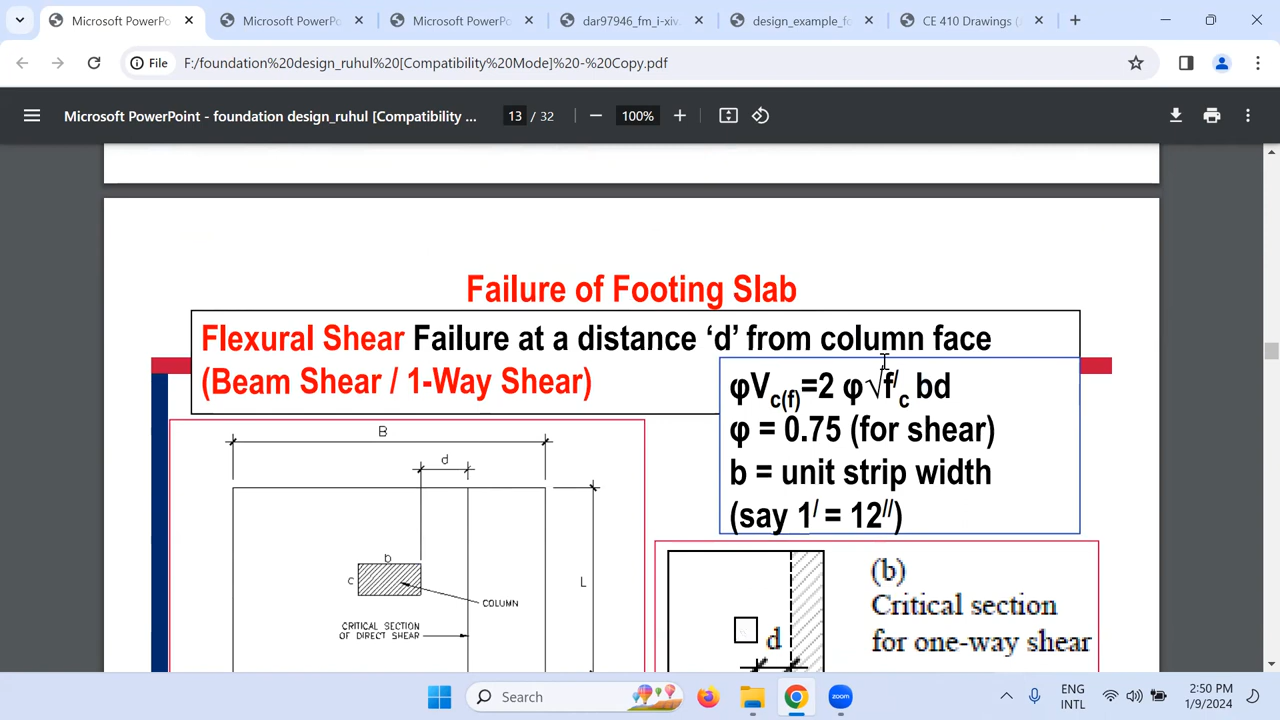 Microsoft PowerPo
Microsoft PowerPo
Microsoft PowerPo
dar97946_fm_i-xiv.
design_example_fo
CE 410 Drawings (
File
F:/foundation%20design_ruhul%20[Compatibility%20Mode]%20-%20Copy.pdf
Microsoft PowerPoint - foundation design_ruhul [Compatibility ...
13 / 32
100%
Failure of Footing Slab
Flexural Shear Failure at a distance ‘d’ from column face
(Beam Shear / 1-Way Shear)
φVc(f)=2 φ√f/c bd
φ = 0.75 (for shear)
b = unit strip width
(say 1/ = 12//)
B
d
b
c
L
COLUMN
CRITICAL SECTION
OF DIRECT SHEAR
d
(b)
Critical section
for one-way shear
Search
zoom
ENG
INTL
2:50 PM
1/9/2024